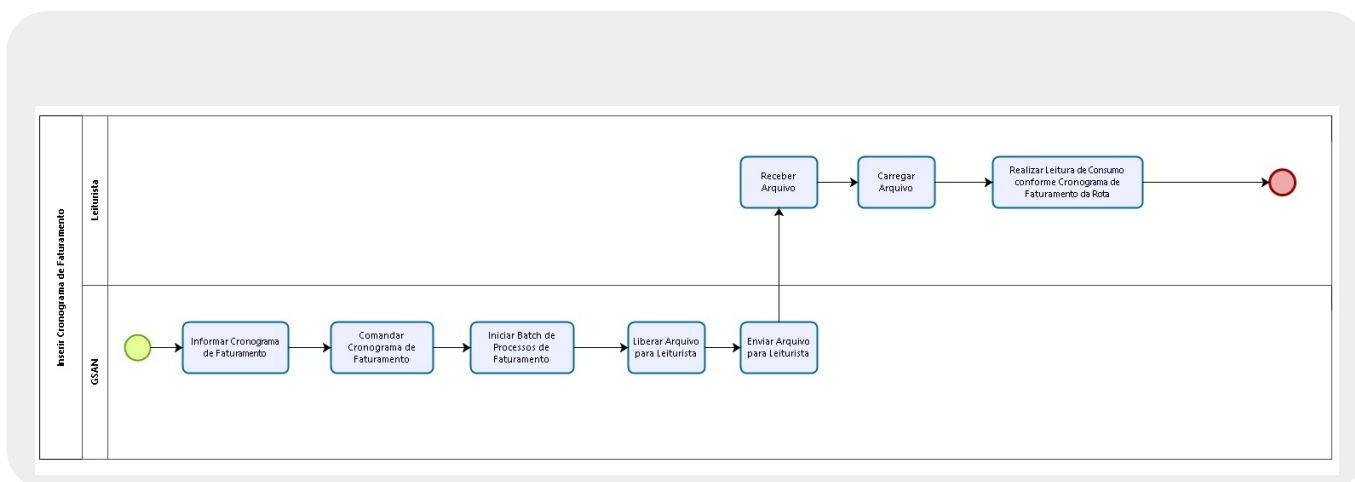 Inserir Cronograma de Faturamento
Leiturista
Receber
Arquivo
Carregar
Arquivo
Realizar Leitura de Consumo
conforme Cronograma de
Faturamento da Rota
GSAN
Informar Cronograma
de Faturamento
Comandar
Cronograma de
Faturamento
Iniciar Batch de
Processos de
Faturamento
Liberar Arquivo
para Leiturista
Enviar Arquivo
para Leiturista